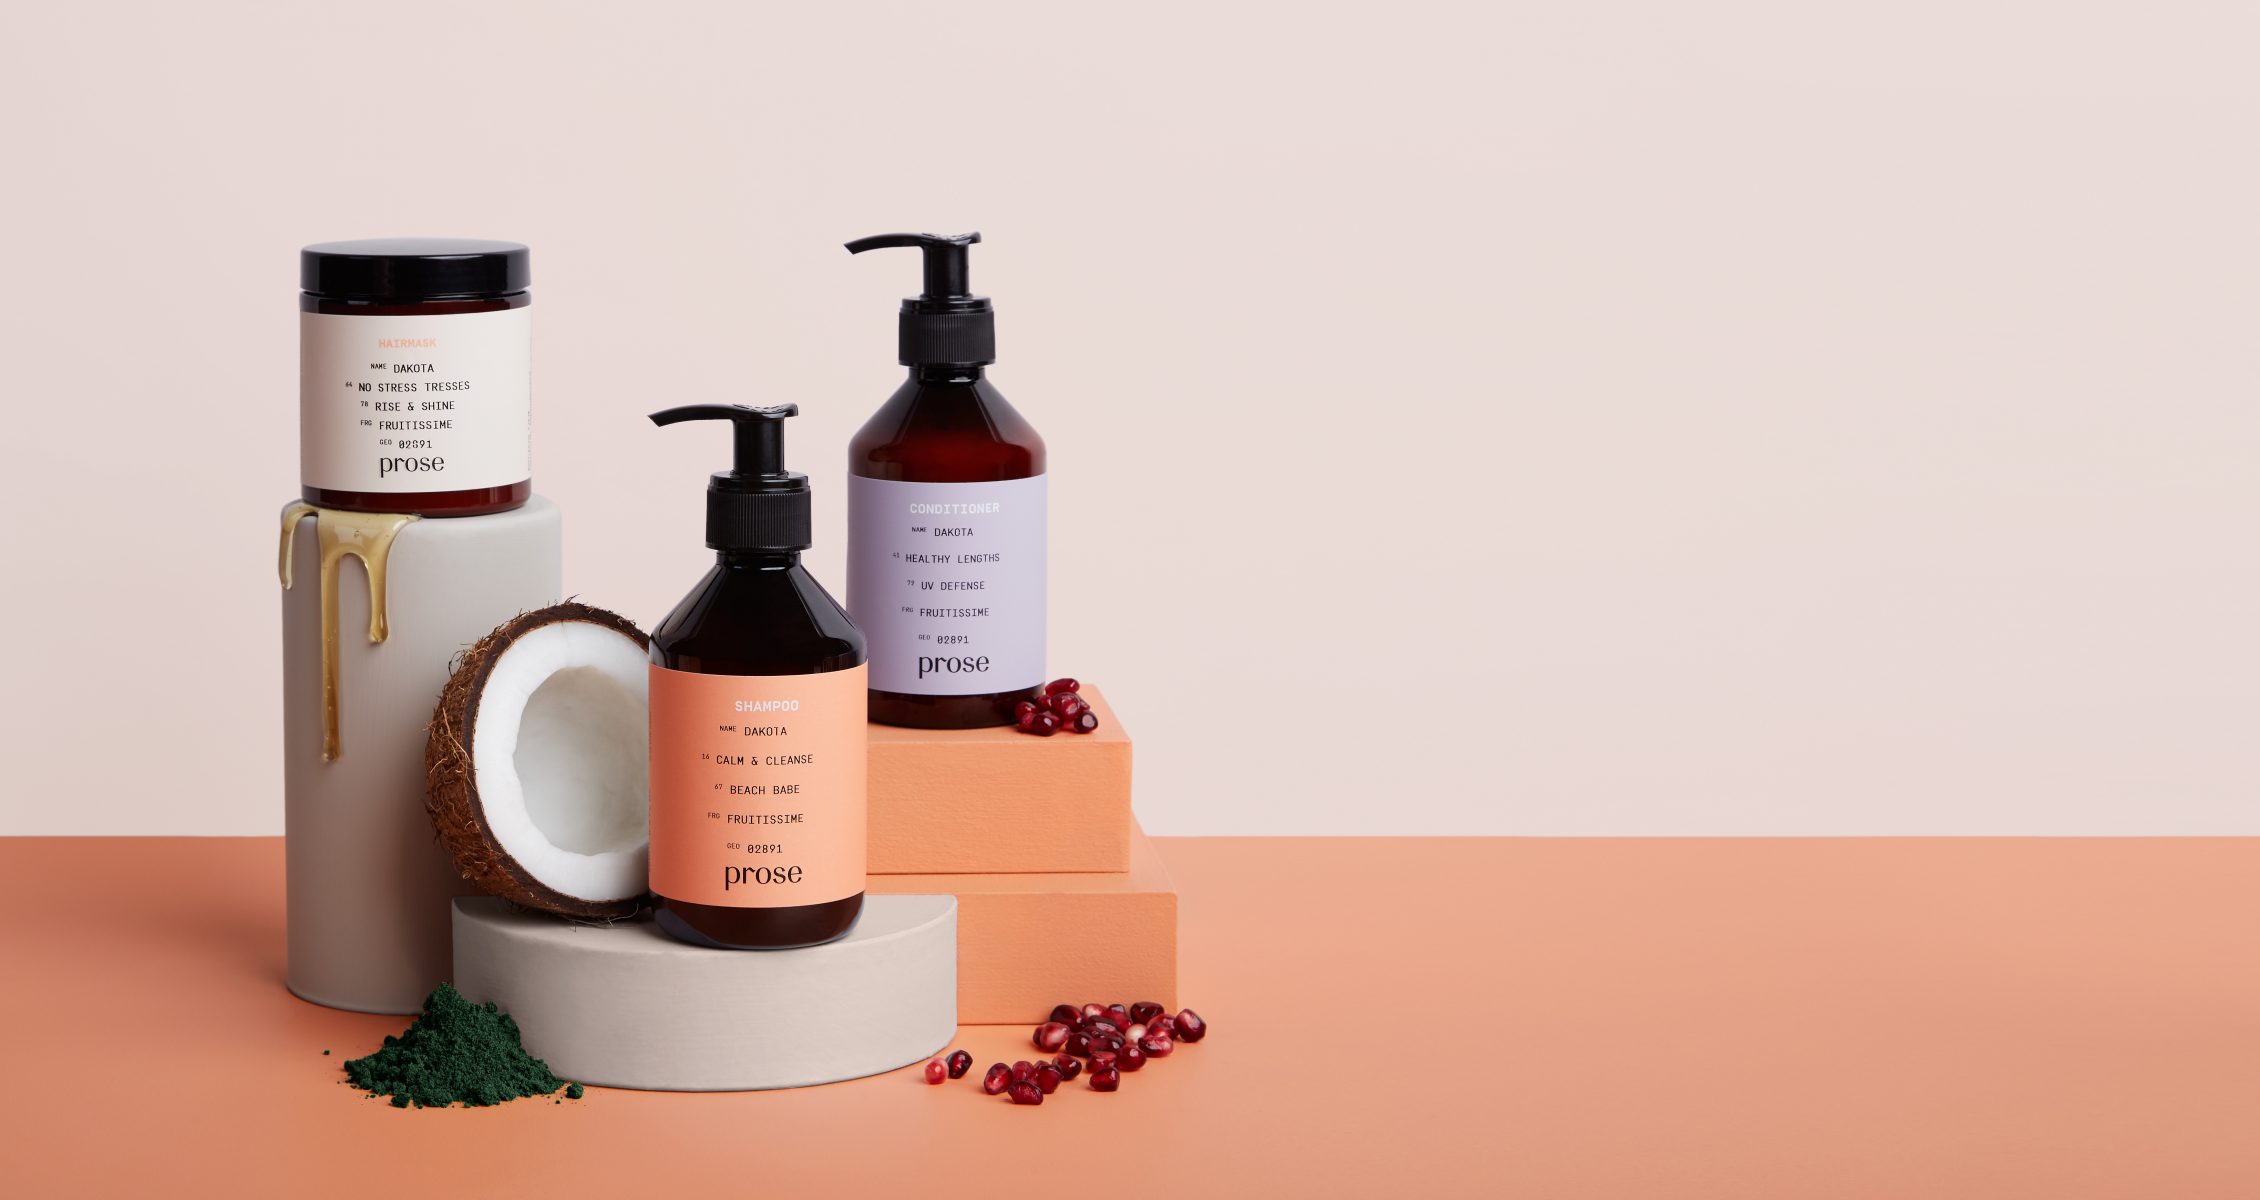 HAIRMASK
NAME DAKOTA
64 NO STRESS TRESSES
78 RISE & SHINE
FRG FRUITISSIME
GEO 02891
prose
SHAMPOO
NAME DAKOTA
16 CALM & CLEANSE
67 BEACH BABE
FRG FRUITISSIME
GEO 02891
prose
CONDITIONER
NAME DAKOTA
HEALTHY LENGTHS
79 UV DEFENSE
FRG FRUITISSIME
GEO 02891
prose